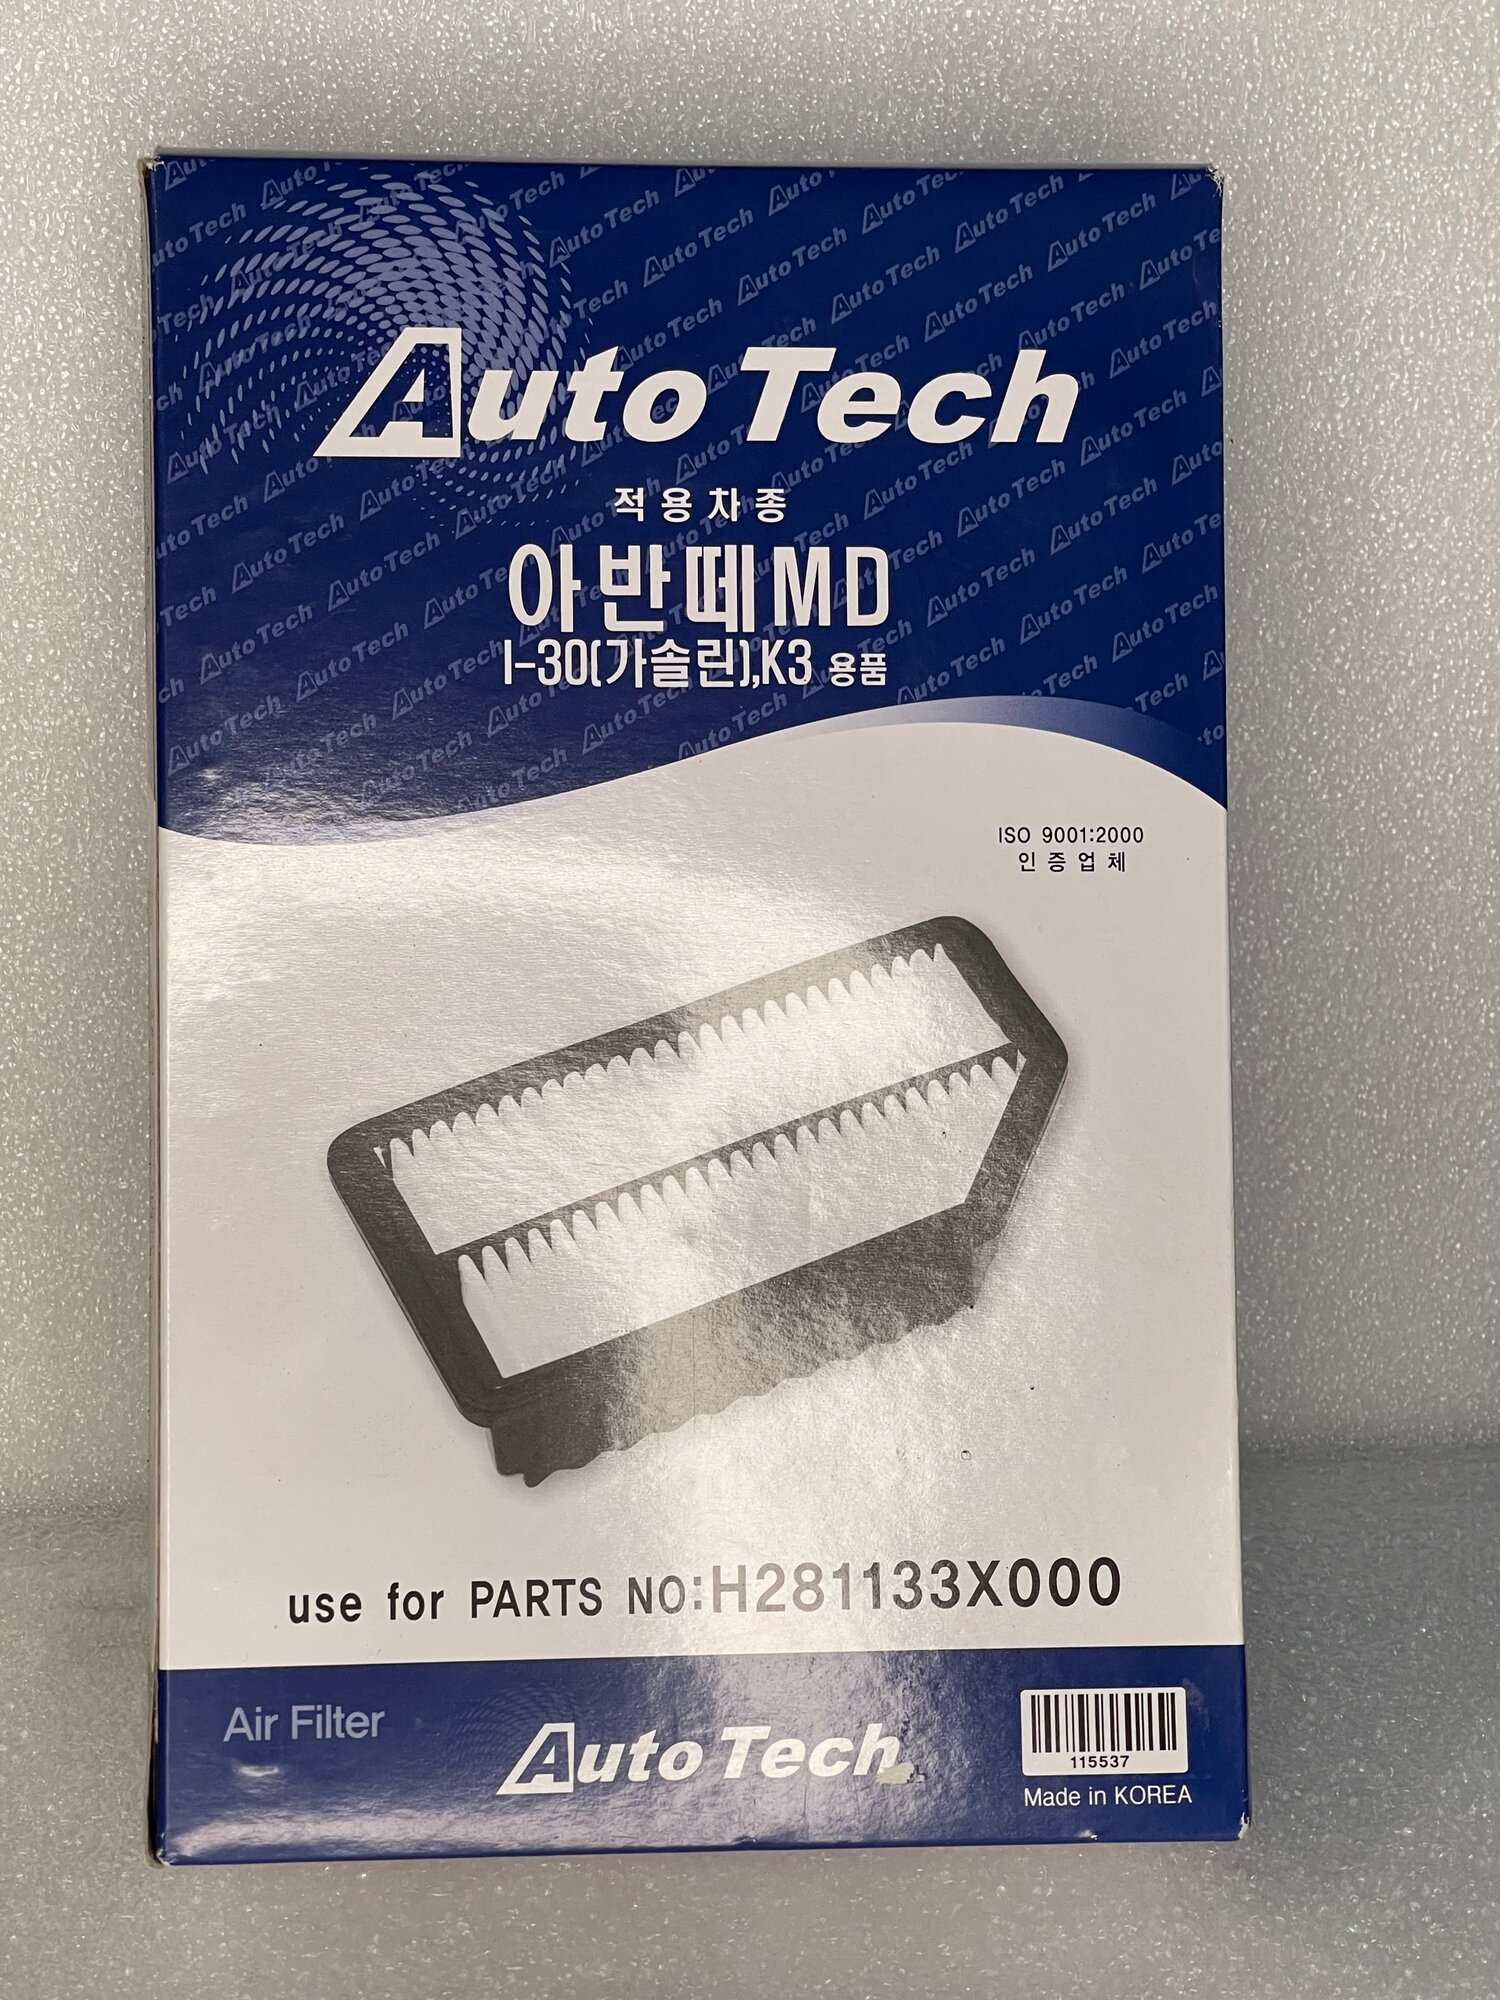 Auto Tech
적용차종
아반떼MD
I-30(가솔린),K3 용품
ISO 9001:2000
인증업체
use for PARTS NO:H281133X000
Air Filter
Auto Tech
115537
Made in KOREA